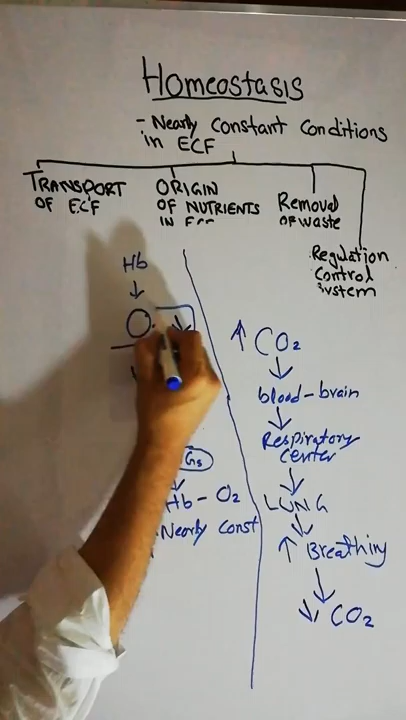 Homeostasis
- Nearly Constant Conditions
in ECF
TRANSPORT
OF ECF
ORIGIN
OF NUTRIENTS
IN
Removal
OF waste
Regulation
Control
System
Hb
↓
O
Hb - O₂
Nearly Const
↑ CO₂
↓
blood-brain
↓
Respiratory
center
↓
LUNG
↓
↑ Breathing
↓
↓ CO₂